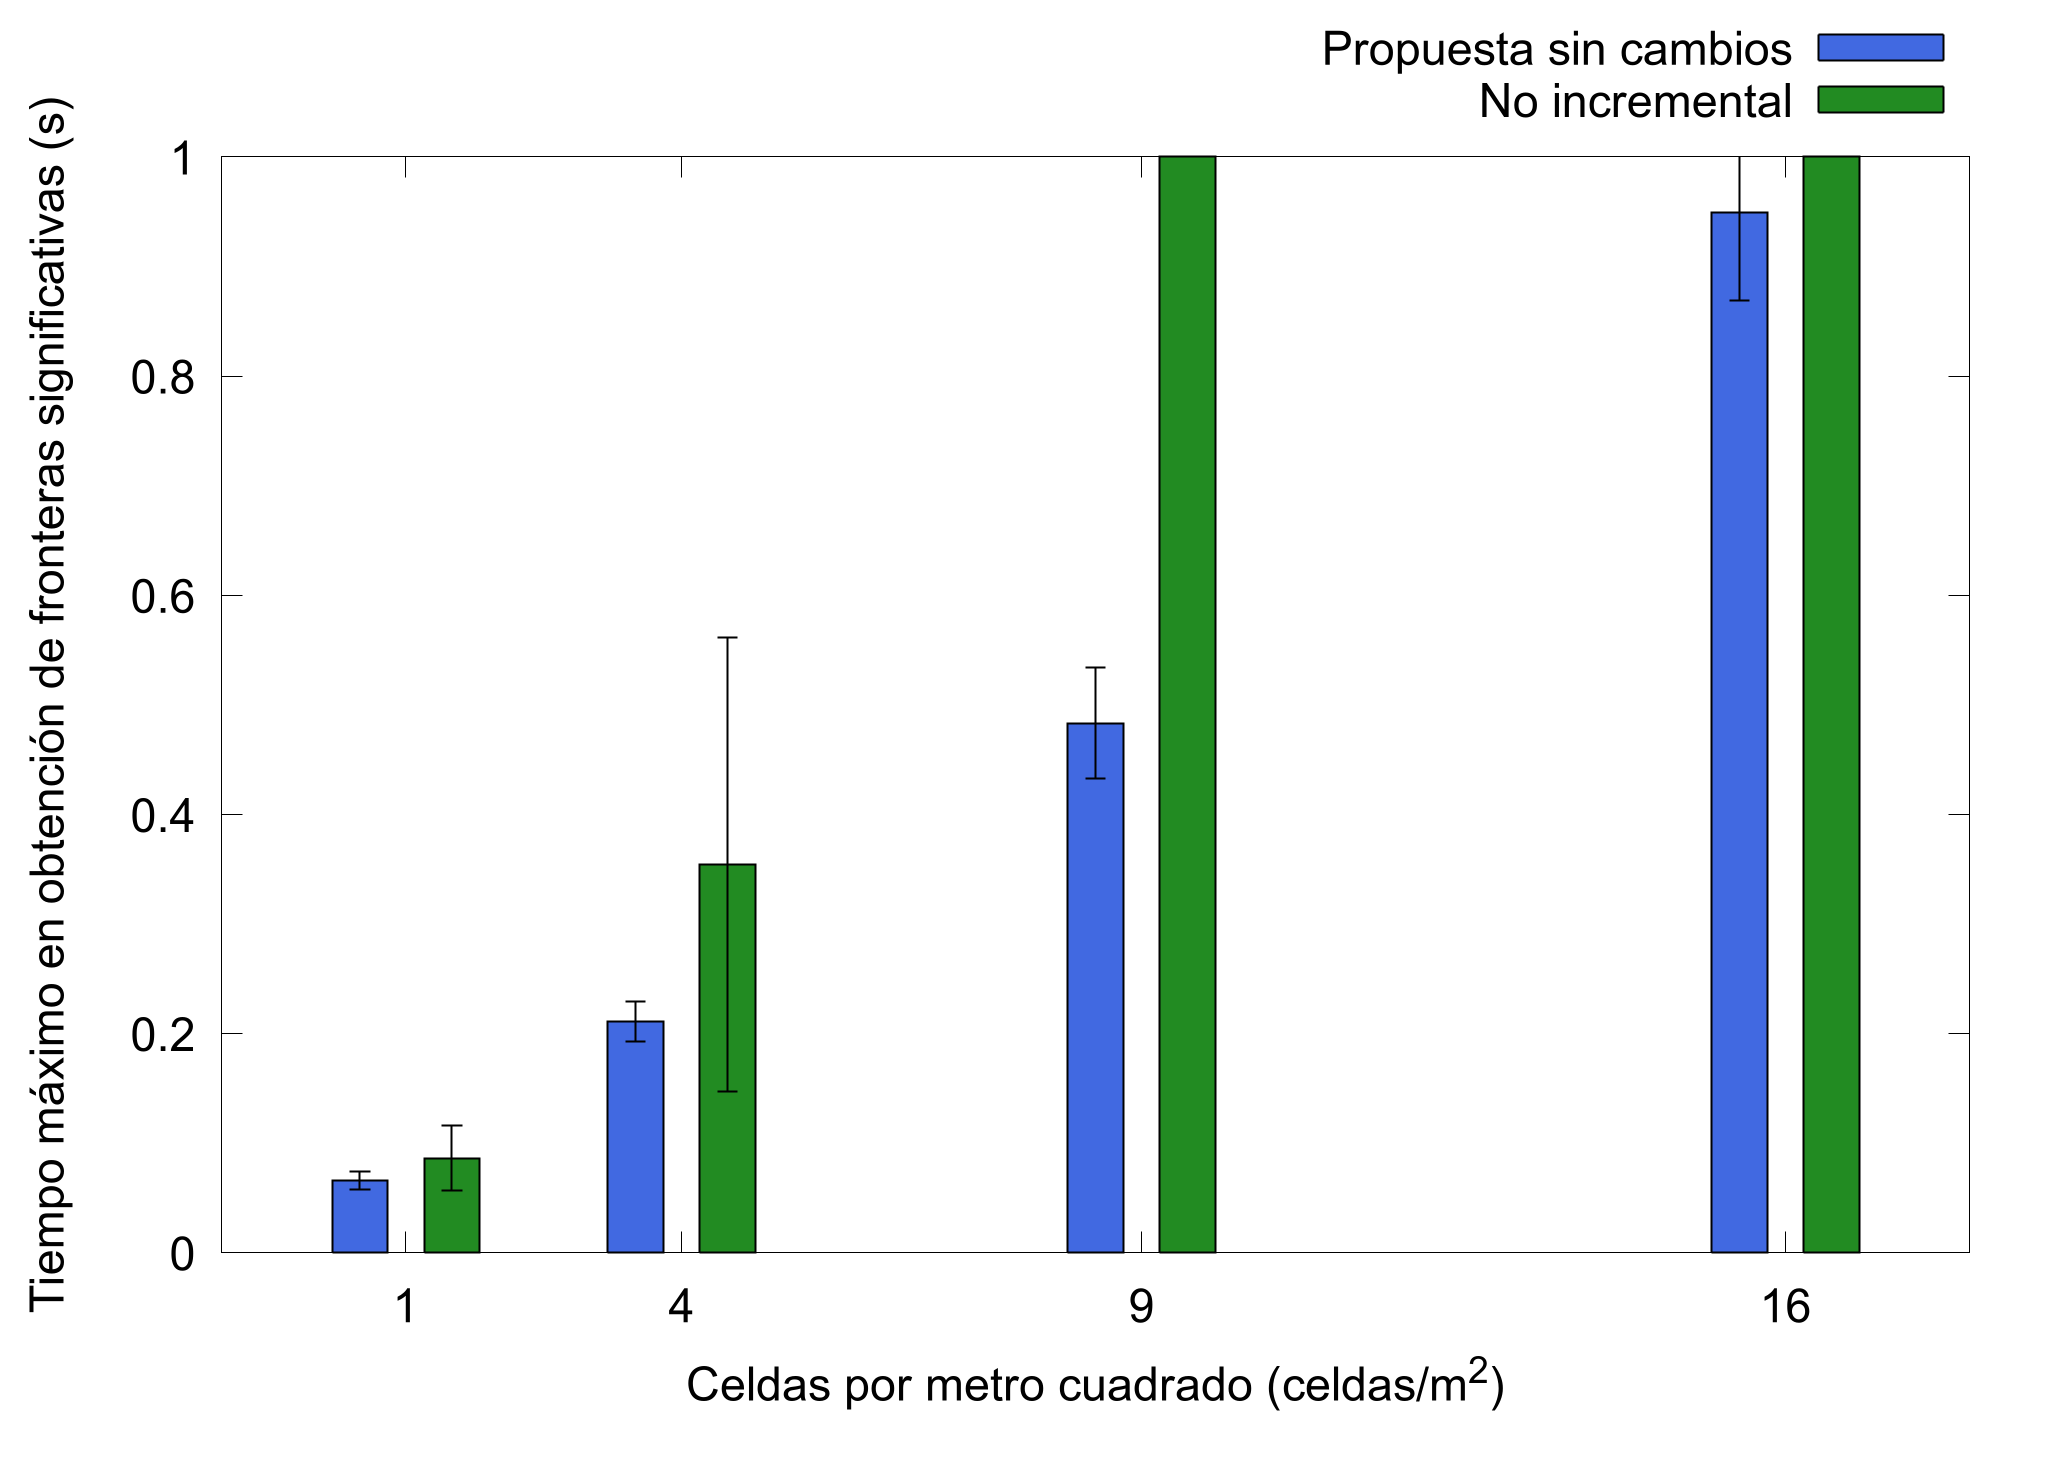 Propuesta sin cambios
No incremental
Tiempo máximo en obtención de fronteras significativas (s)
1
0.8
0.6
0.4
0.2
0
1
4
9
16
Celdas por metro cuadrado (celdas/m²)